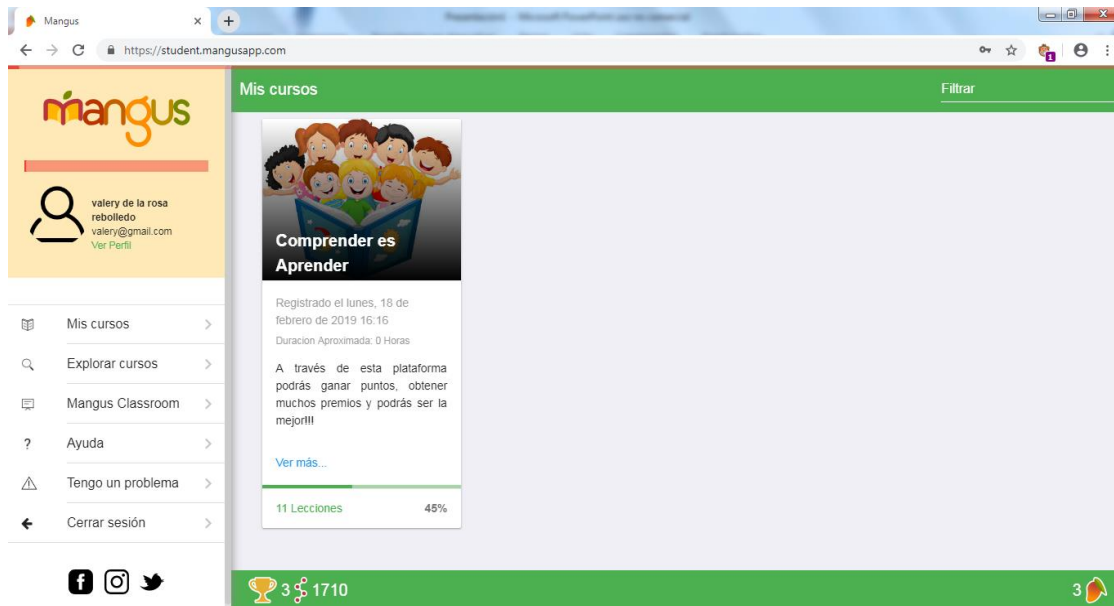 Mangus
https://student.mangusapp.com
1
mangus
Mis cursos
Filtrar
valery de la rosa
rebolledo
valery@gmail.com
Ver Perfil
Mis cursos
Explorar cursos
Mangus Classroom
? Ayuda
Tengo un problema
Cerrar sesión
Comprender es
Aprender
Registrado el lunes, 18 de
febrero de 2019 16:16
Duracion Aproximada: 0 Horas
A través de esta plataforma
podrás ganar puntos, obtener
muchos premios y podrás ser la
mejor!!!
Ver más...
11 Lecciones 45%
3 1710
3